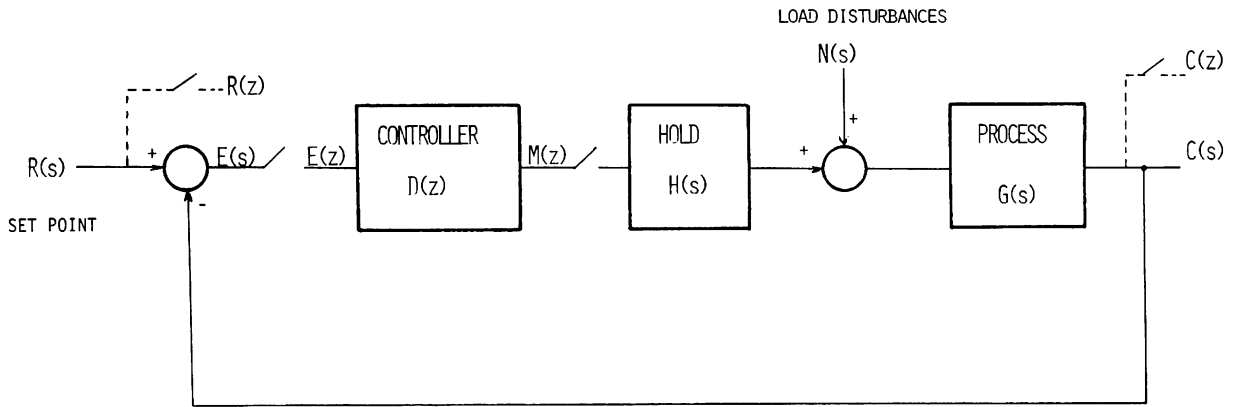 LOAD DISTURBANCES
N(s)
C(z)
R(z)
+
CONTROLLER
HOLD
PROCESS
R(s)
+
E(s)
E(z)
M(z)
+
C(s)
D(z)
H(s)
G(s)
-
SET POINT